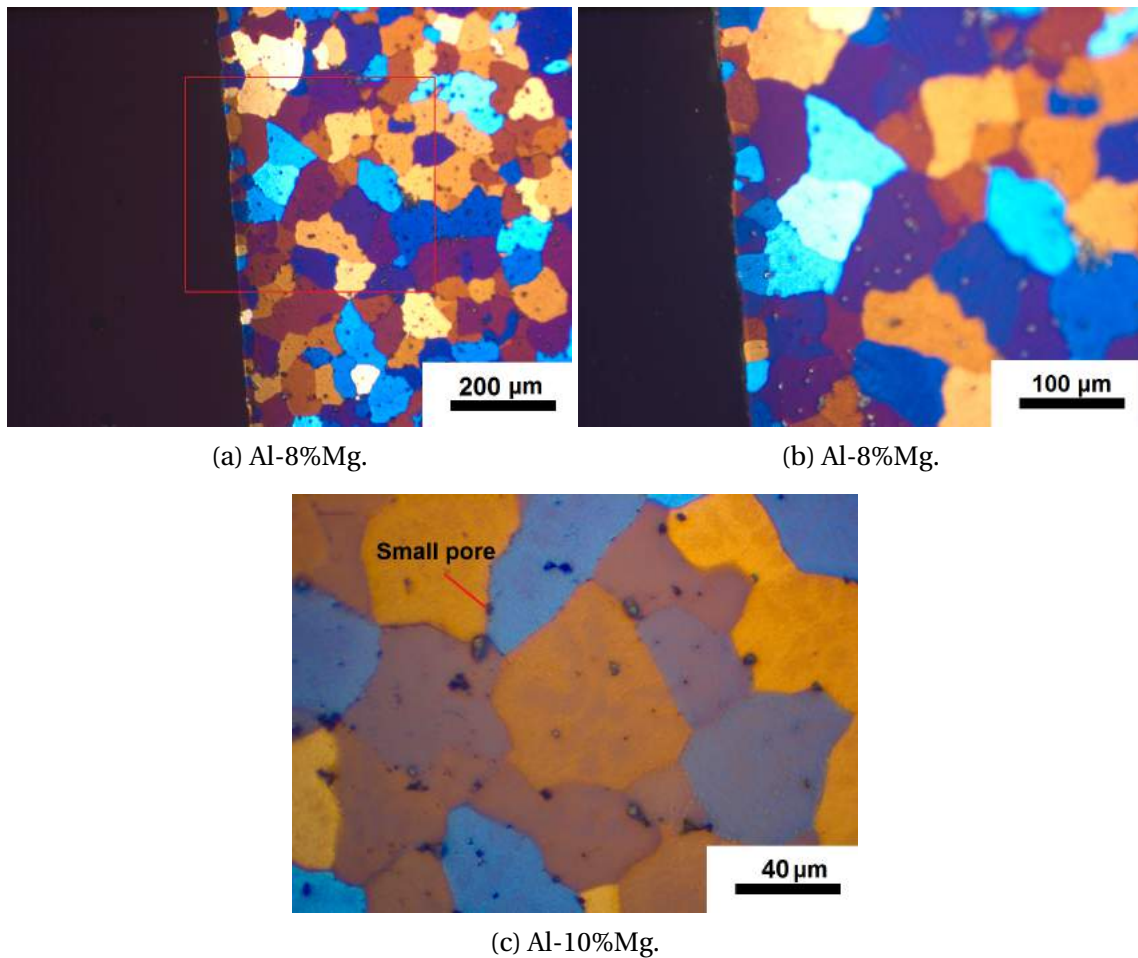 200 µm
100 µm
(a) Al-8%Mg.
(b) Al-8%Mg.
Small pore
40 µm
(c) Al-10%Mg.